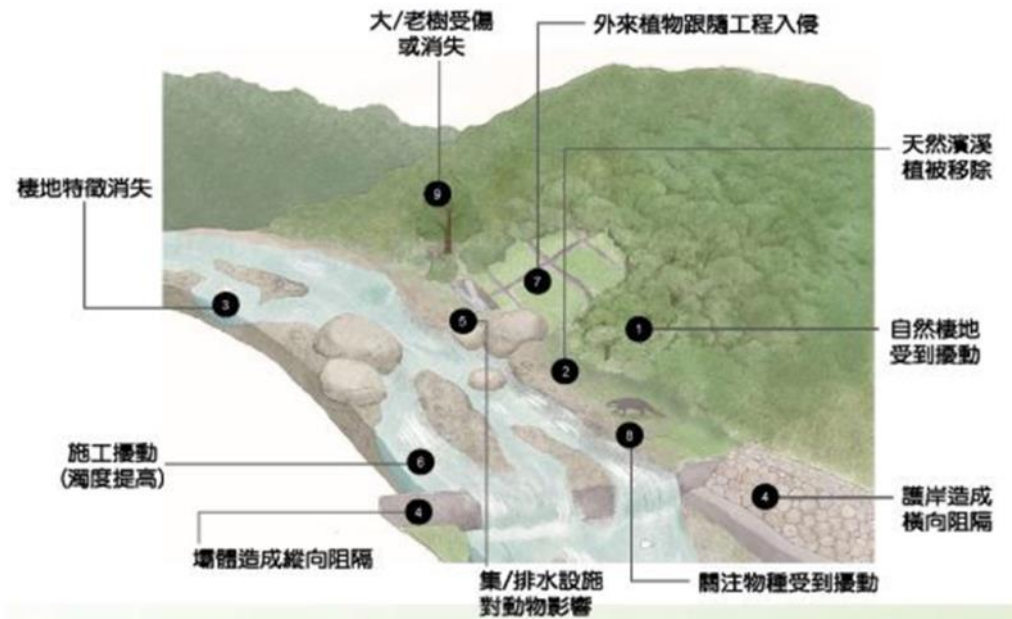 大/老樹受傷
或消失
外來植物跟隨工程入侵
天然濱溪
植被移除
棲地特徵消失
9
7
3
5
1
自然棲地
受到擾動
2
8
施工擾動
(濁度提高)
6
4
4
護岸造成
橫向阻隔
壩體造成縱向阻隔
集/排水設施
對動物影響
關注物種受到擾動